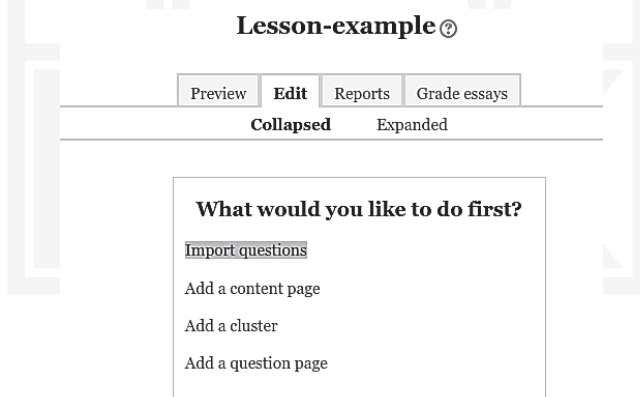 Lesson-example ?
Preview Edit Reports Grade essays
Collapsed Expanded
What would you like to do first?
Import questions
Add a content page
Add a cluster
Add a question page